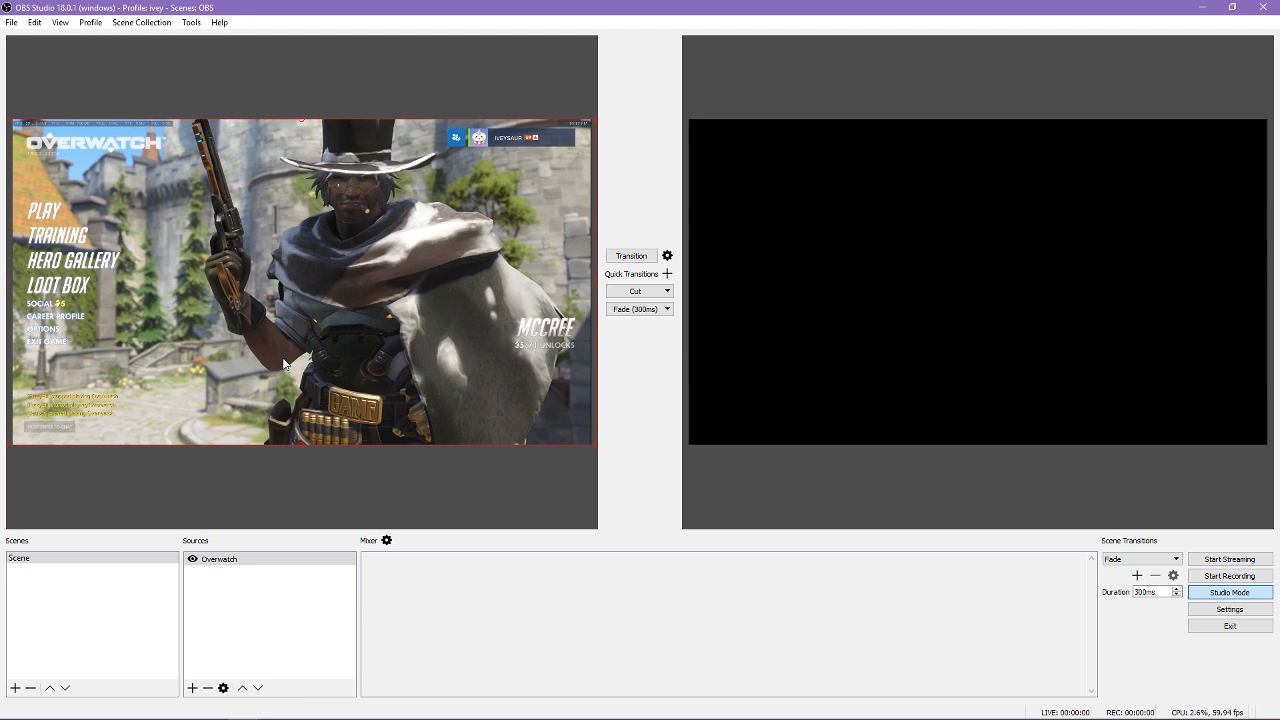 OBS Studio 18.0.1 (windows) - Profile: ivey - Scenes: OBS
File Edit View Profile Scene Collection Tools Help
OVERWATCH
IVEYSAUR
PLAY
TRAINING
HERO GALLERY
LOOT BOX
SOCIAL
CAREER PROFILE
OPTIONS
EXIT GAME
MCCREE
UNLOCKS
GAMF
Transition
Quick Transitions
Cut
Fade (300ms)
Scenes
Scene
Sources
Overwatch
Mixer
Scene Transitions
Fade
Duration 300ms
Start Streaming
Start Recording
Studio Mode
Settings
Exit
LIVE: 00:00:00 REC: 00:00:00 CPU: 2.6%, 59.94 fps